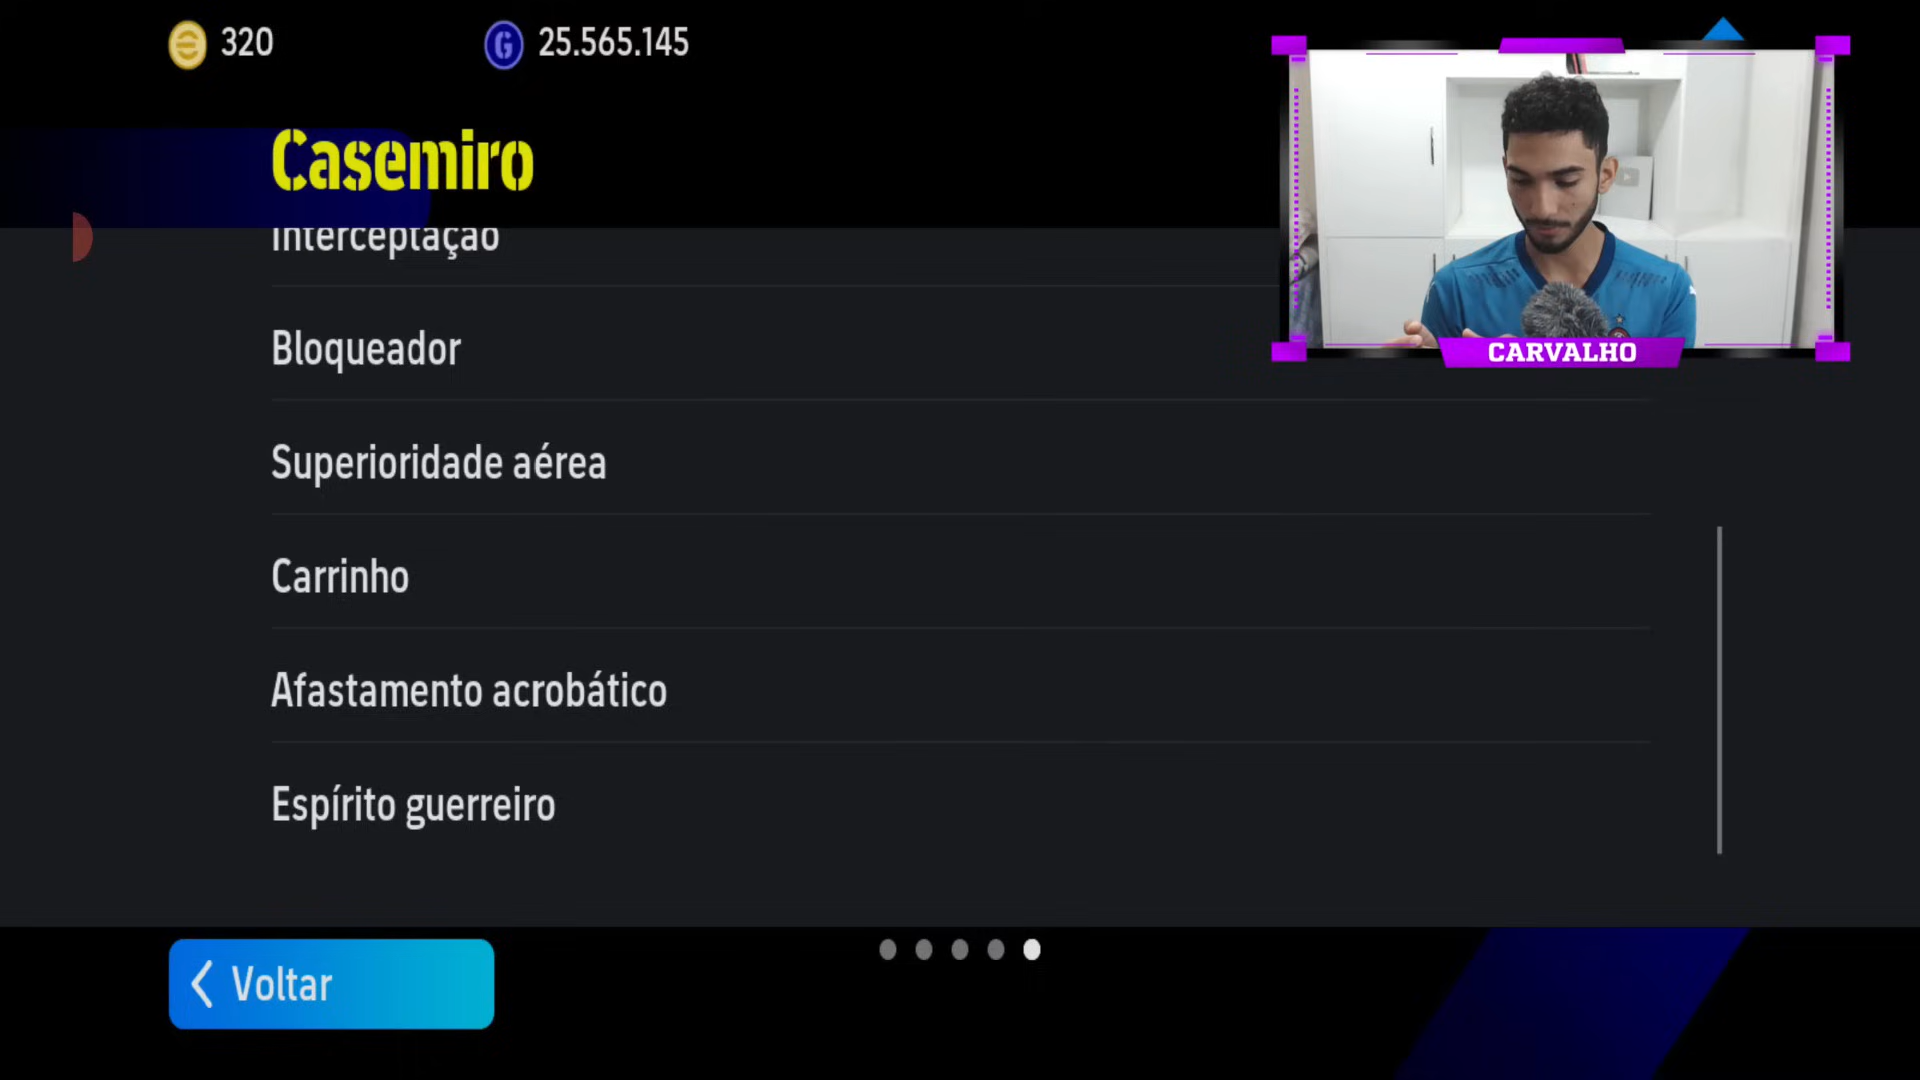 320
25.565.145
Casemiro
Interceptação
Bloqueador
CARVALHO
Superioridade aérea
Carrinho
Afastamento acrobático
Espírito guerreiro
Voltar